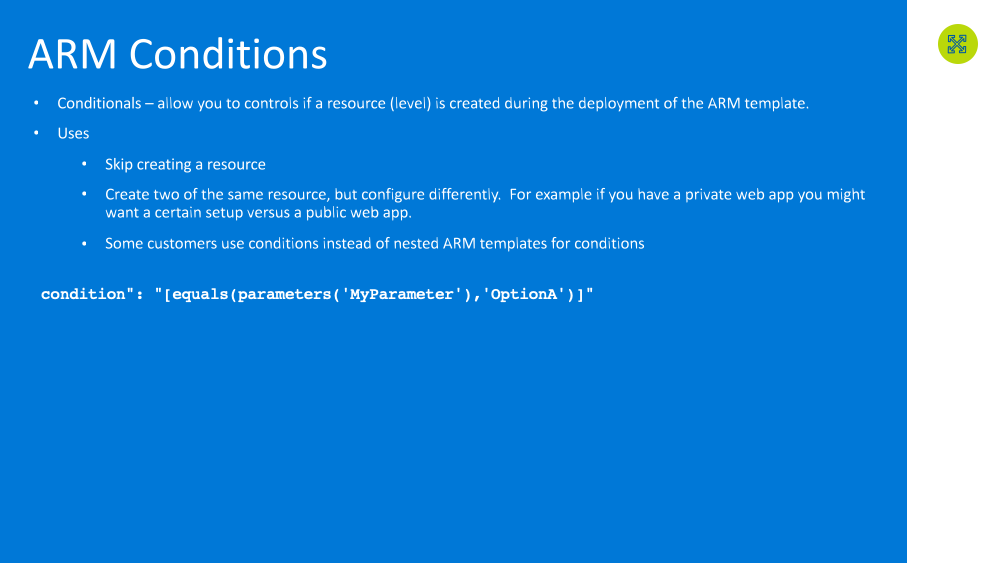 ARM Conditions
• Conditionals – allow you to controls if a resource (level) is created during the deployment of the ARM template.
• Uses
• Skip creating a resource
• Create two of the same resource, but configure differently.  For example if you have a private web app you might
want a certain setup versus a public web app.
• Some customers use conditions instead of nested ARM templates for conditions
condition": "[equals(parameters('MyParameter'),'OptionA')]"